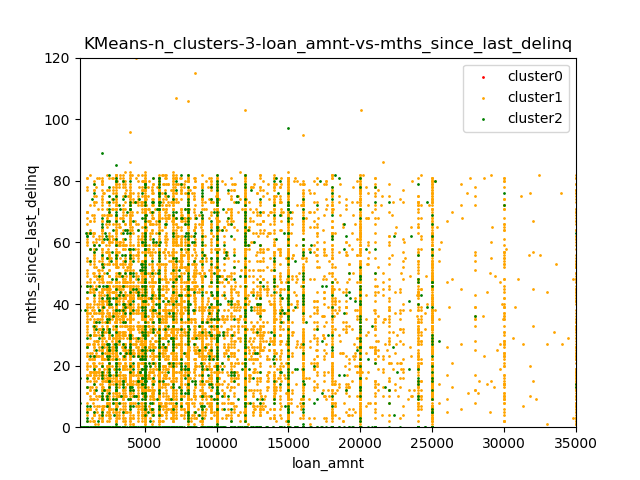 KMeans-n_clusters-3-loan_amnt-vs-mths_since_last_delinq
120
100
80
60
40
20
0
mths_since_last_delinq
cluster0
cluster1
cluster2
5000 10000 15000 20000 25000 30000 35000
loan_amnt